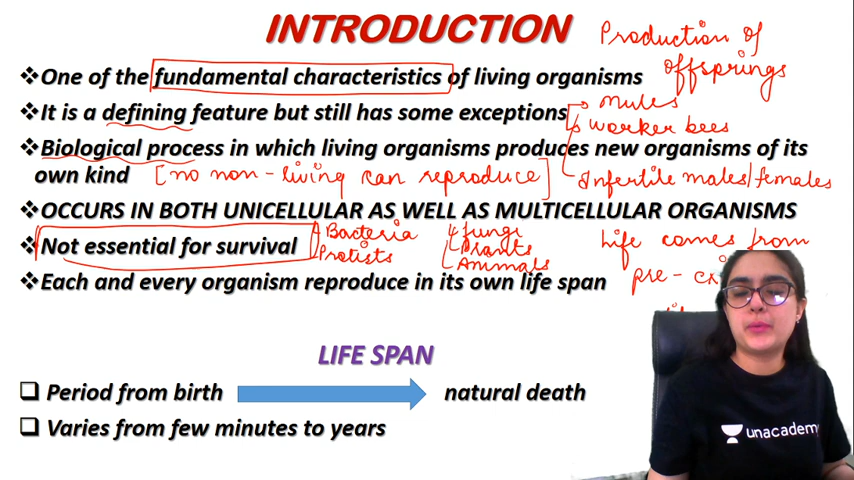 INTRODUCTION
Production of
offsprings
❖One of the fundamental characteristics of living organisms
❖It is a defining feature but still has some exceptions
mules
worker bees
Infertile males/females
❖Biological process in which living organisms produces new organisms of its
own kind
[no non-living can reproduce]
❖OCCURS IN BOTH UNICELLULAR AS WELL AS MULTICELLULAR ORGANISMS
Bacteria
Protists
fungi
Plants
Animals
❖Not essential for survival
Life comes from
pre-
❖Each and every organism reproduce in its own life span
LIFE SPAN
❑ Period from birth natural death
❑ Varies from few minutes to years
unacademy